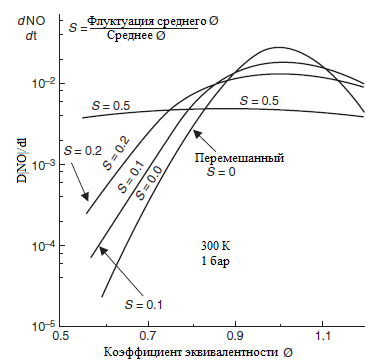 dNO
dt
S = Флуктуация среднего Ø
Среднее Ø
10⁻²
10⁻³
10⁻⁴
10⁻⁵
DNO/dl
S = 0.5
S = 0.5
S = 0.2
S = 0.2
S = 0.1
S = 0.0
Перемешанный
S = 0
300 К
1 бар
S = 0.1
0.5
0.7
0.9
1.1
Коэффициент эквивалентности Ø